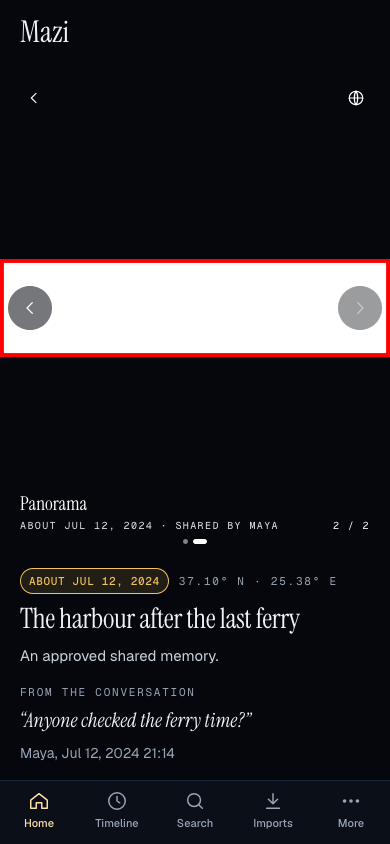 Mazi
Panorama
ABOUT JUL 12, 2024 · SHARED BY MAYA
2 / 2
ABOUT JUL 12, 2024
37.10° N · 25.38° E
The harbour after the last ferry
An approved shared memory.
FROM THE CONVERSATION
“Anyone checked the ferry time?”
Maya, Jul 12, 2024 21:14
Home
Timeline
Search
Imports
More